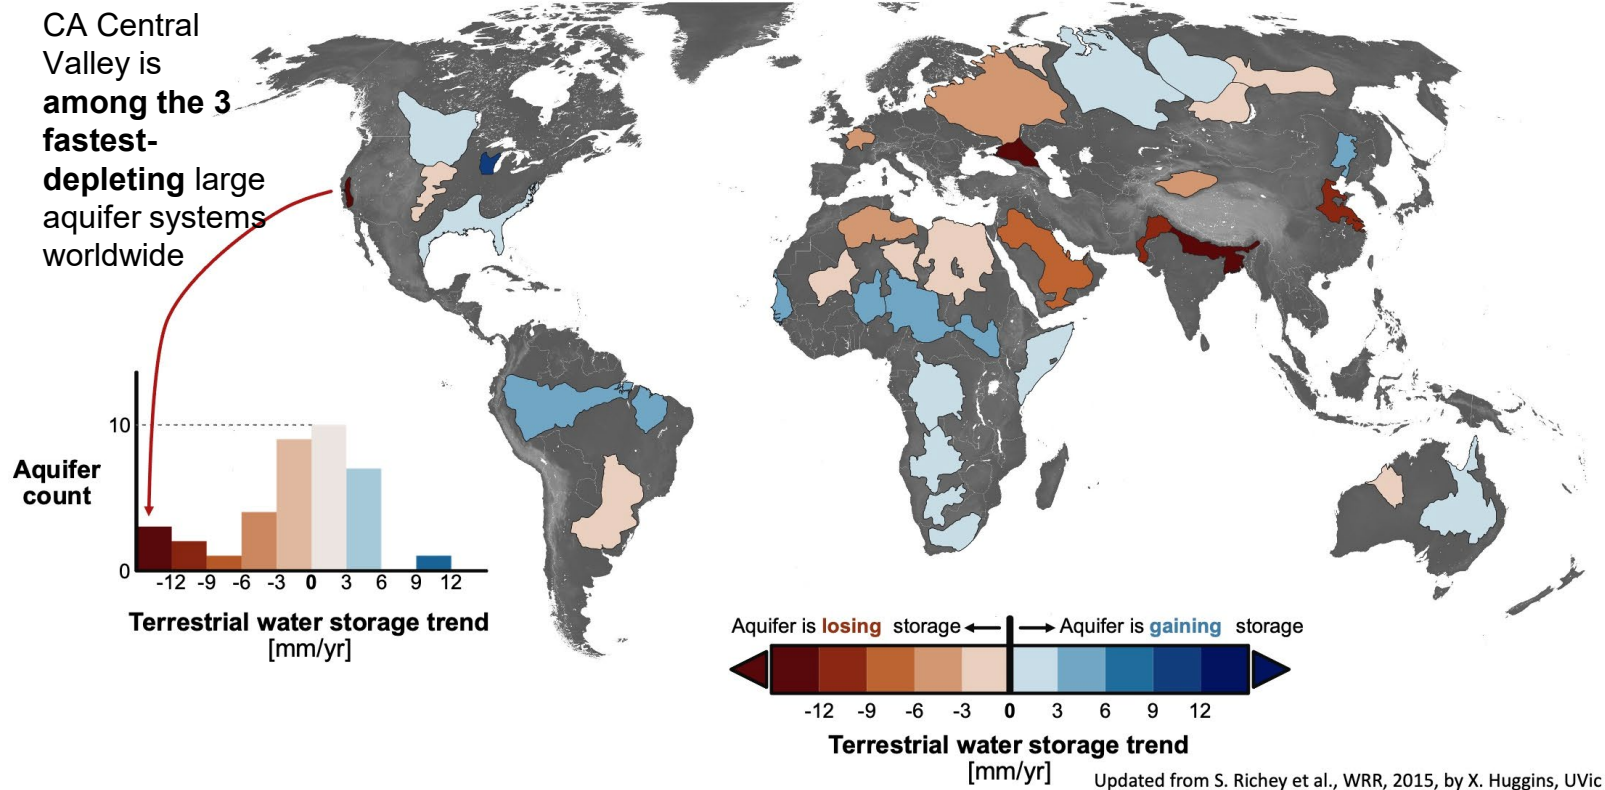 CA Central
Valley is
among the 3
fastest-
depleting large
aquifer systems
worldwide
10
Aquifer
count
0
-12 -9 -6 -3 0 3 6 9 12
Terrestrial water storage trend
[mm/yr]
Aquifer is losing storage Aquifer is gaining storage
-12 -9 -6 -3 0 3 6 9 12
Terrestrial water storage trend
[mm/yr]
Updated from S. Richey et al., WRR, 2015, by X. Huggins, UVic